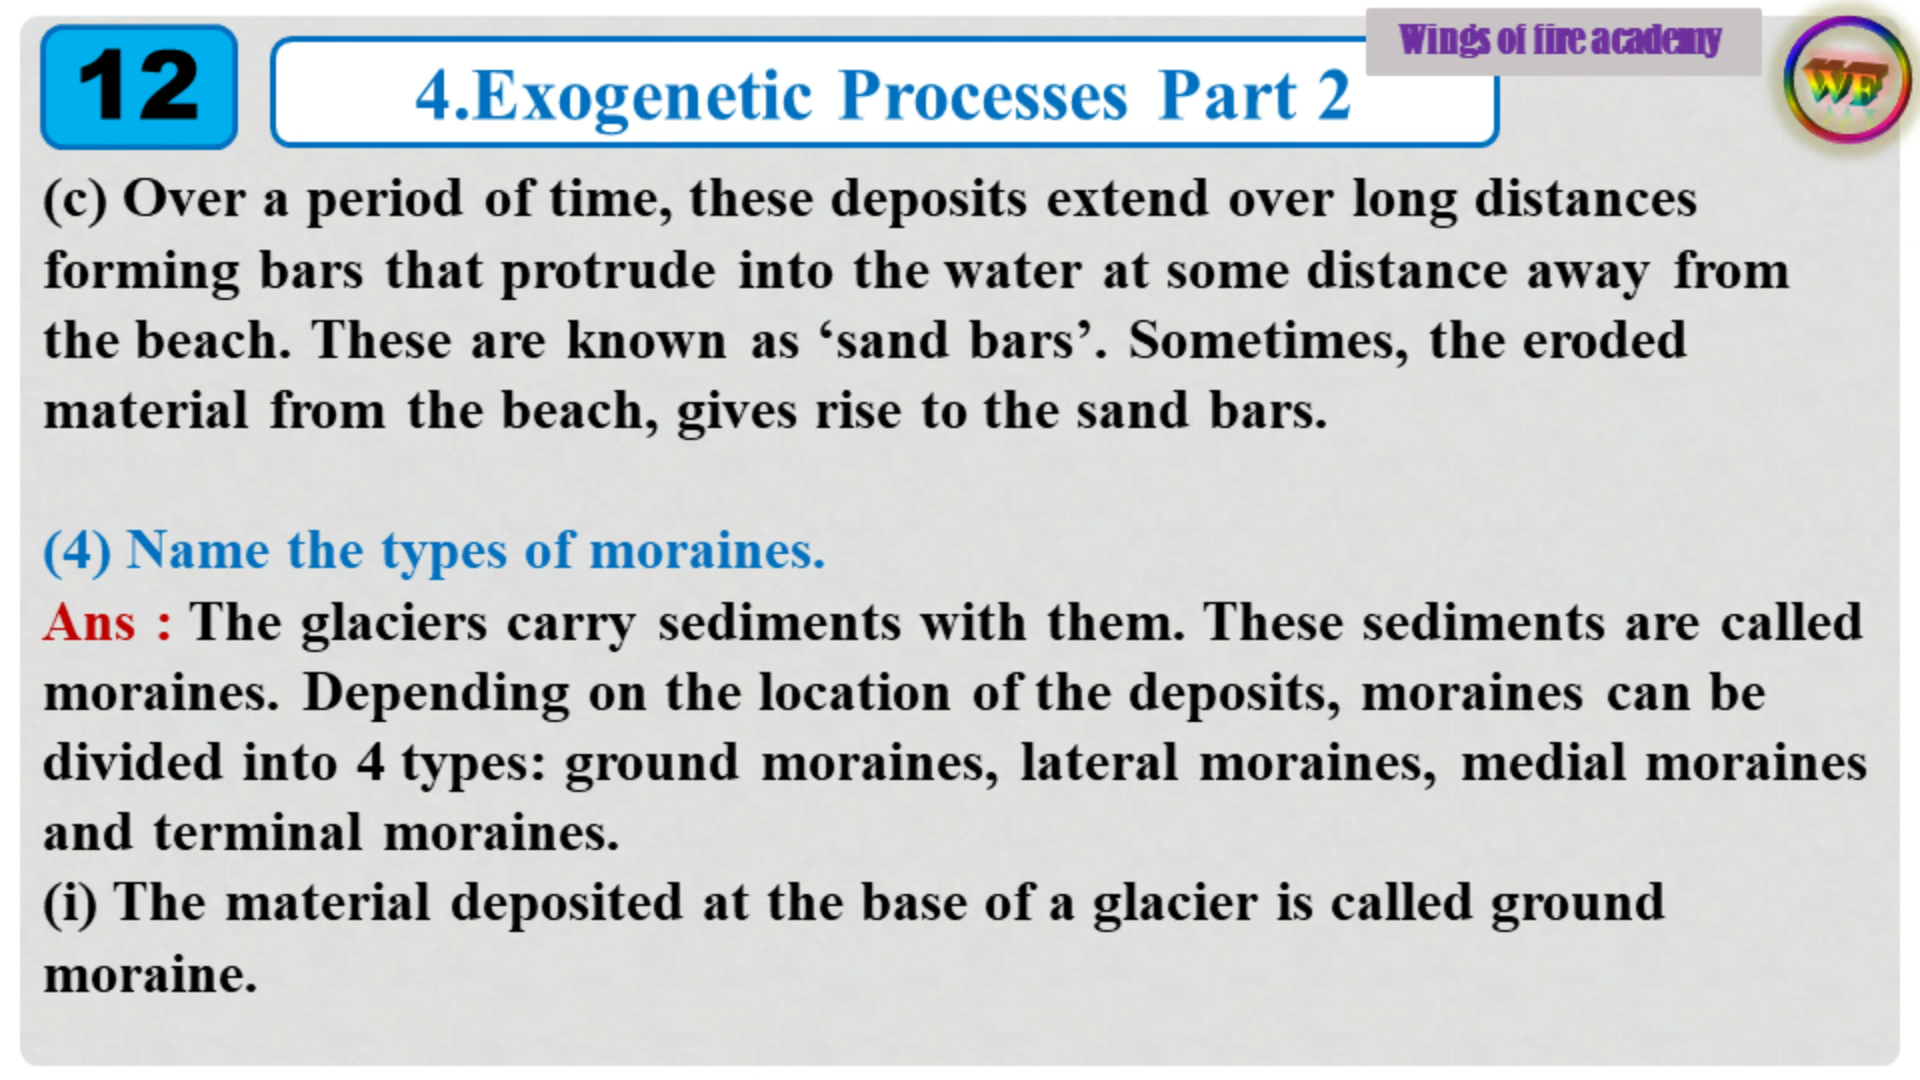 12
4.Exogenetic Processes Part 2
Wings of fire academy
WF
(c) Over a period of time, these deposits extend over long distances
forming bars that protrude into the water at some distance away from
the beach. These are known as ‘sand bars’. Sometimes, the eroded
material from the beach, gives rise to the sand bars.
(4) Name the types of moraines.
Ans : The glaciers carry sediments with them. These sediments are called
moraines. Depending on the location of the deposits, moraines can be
divided into 4 types: ground moraines, lateral moraines, medial moraines
and terminal moraines.
(i) The material deposited at the base of a glacier is called ground
moraine.